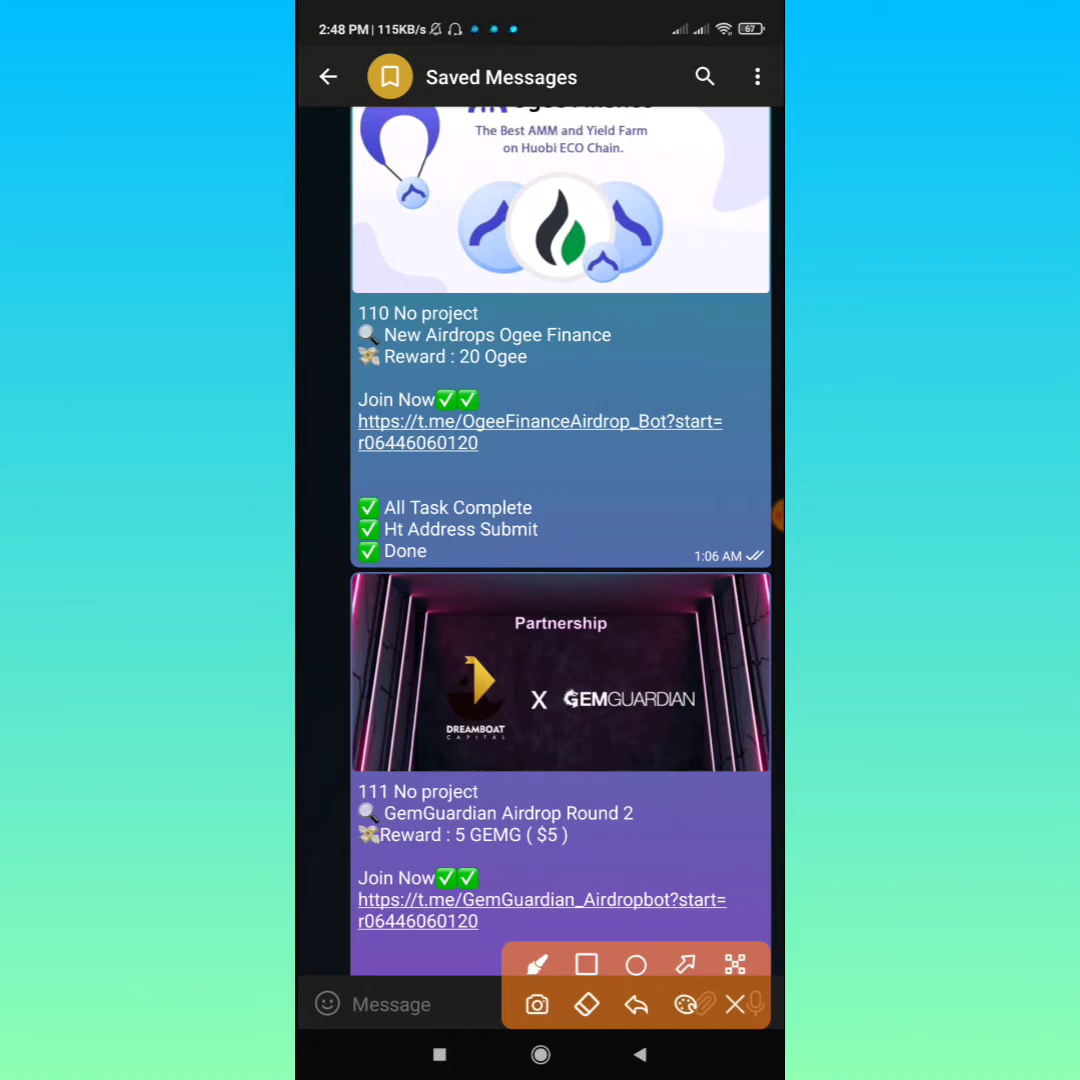 2:48 PM | 115KB/s
67
Saved Messages
Ogee Finance
The Best AMM and Yield Farm
on Huobi ECO Chain.
110 No project
New Airdrops Ogee Finance
Reward : 20 Ogee
Join Now
https://t.me/OgeeFinanceAirdrop_Bot?start=
r06446060120
All Task Complete
Ht Address Submit
Done
1:06 AM
Partnership
DREAMBOAT
CAPITAL
X
GEMGUARDIAN
111 No project
GemGuardian Airdrop Round 2
Reward : 5 GEMG ( $5 )
Join Now
https://t.me/GemGuardian_Airdropbot?start=
r06446060120
Message